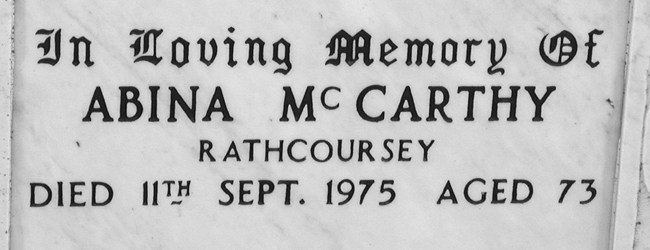 In Loving Memory Of
ABINA McCARTHY
RATHCOURSEY
DIED 11TH SEPT. 1975 AGED 73